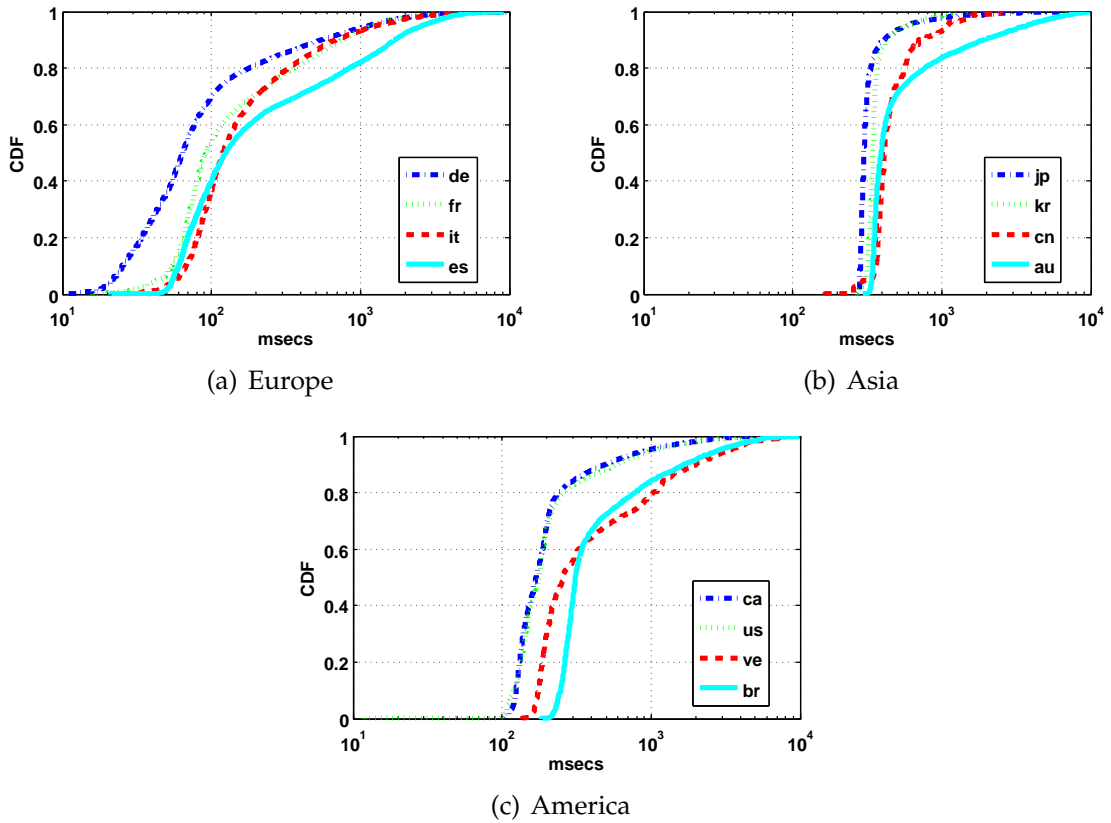 1
0.8
0.6
0.4
0.2
0
CDF
10^1
10^2
10^3
10^4
msecs
de
fr
it
es
(a) Europe
1
0.8
0.6
0.4
0.2
0
CDF
10^1
10^2
10^3
10^4
msecs
jp
kr
cn
au
(b) Asia
1
0.8
0.6
0.4
0.2
0
CDF
10^1
10^2
10^3
10^4
msecs
ca
us
ve
br
(c) America